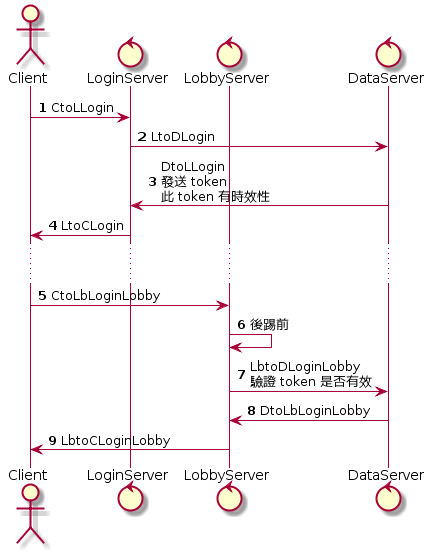 Client
LoginServer
LobbyServer
DataServer
1 CtoLLogin
2 LtoDLogin
DtoLLogin
3 發送 token
此 token 有時效性
4 LtoCLogin
5 CtoLbLoginLobby
6 後踢前
LbtoDLoginLobby
7 驗證 token 是否有效
8 DtoLbLoginLobby
9 LbtoCLoginLobby
Client
LoginServer
LobbyServer
DataServer